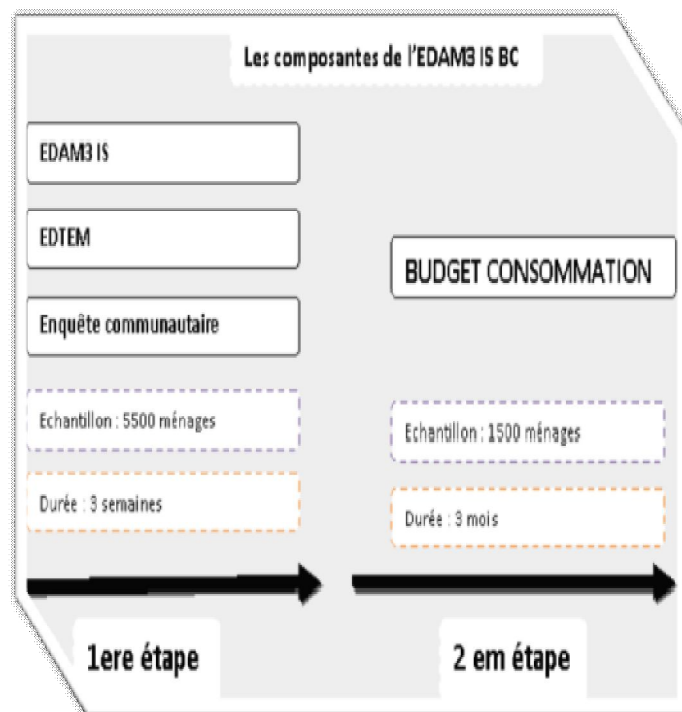 Les composantes de l'EDAM3 IS BC
EDAM3 IS
EDTEM
Enquête communautaire
Echantillon : 5500 ménages
Durée : 3 semaines
1ere étape
BUDGET CONSOMMATION
Echantillon : 1500 ménages
Durée : 3 mois
2 em étape